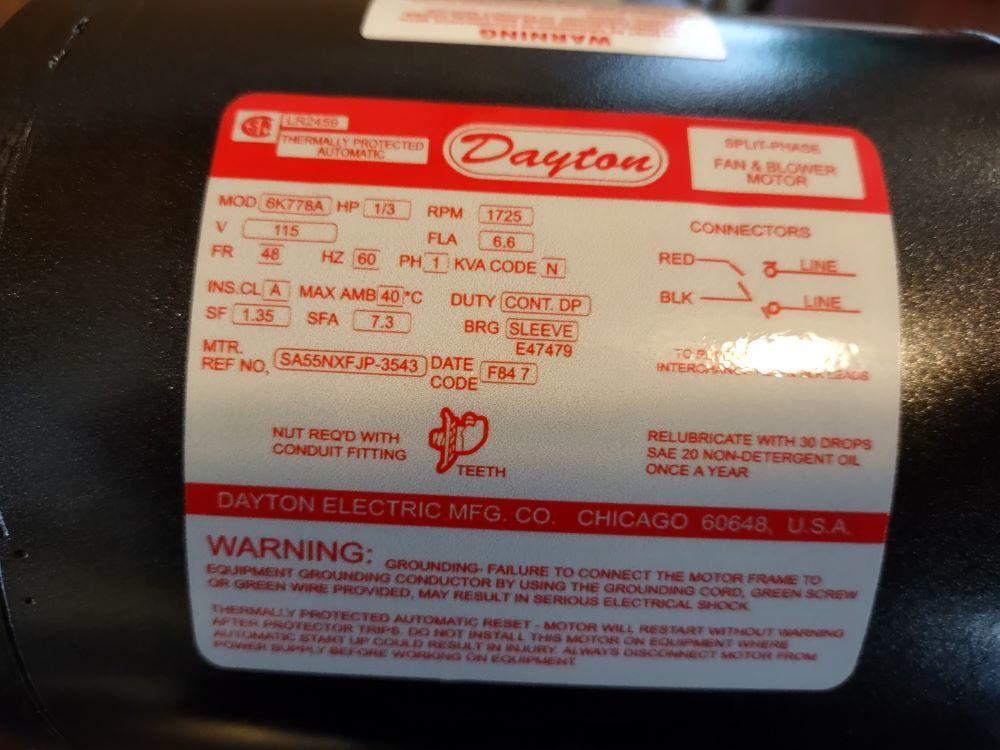 WARNING
LR2459
THERMALLY PROTECTED
AUTOMATIC
Dayton
SPLIT-PHASE
FAN & BLOWER
MOTOR
MOD 6K778A HP 1/3 RPM 1725
V 115 FLA 6.6
FR 48 HZ 60 PH 1 KVA CODE N
INS.CL A MAX AMB 40 °C DUTY CONT. DP
SF 1.35 SFA 7.3 BRG SLEEVE
E47479
MTR.
REF NO, SA55NXFJP-3543 DATE
CODE F84 7
CONNECTORS
RED LINE
BLK LINE
TO
LEADS
NUT REQ'D WITH
CONDUIT FITTING
TEETH
RELUBRICATE WITH 30 DROPS
SAE 20 NON-DETERGENT OIL
ONCE A YEAR
DAYTON ELECTRIC MFG. CO. CHICAGO 60648, U.S.A.
WARNING: GROUNDING- FAILURE TO CONNECT THE MOTOR FRAME TO
EQUIPMENT GROUNDING CONDUCTOR BY USING THE GROUNDING CORD, GREEN SCREW
OR GREEN WIRE PROVIDED, MAY RESULT IN SERIOUS ELECTRICAL SHOCK.
THERMALLY PROTECTED AUTOMATIC RESET - MOTOR WILL RESTART WITHOUT WARNING
AFTER PROTECTOR TRIPS. DO NOT INSTALL THIS MOTOR ON EQUIPMENT WHERE
AUTOMATIC START UP COULD RESULT IN INJURY. ALWAYS DISCONNECT MOTOR FROM
POWER SUPPLY BEFORE WORKING ON EQUIPMENT.